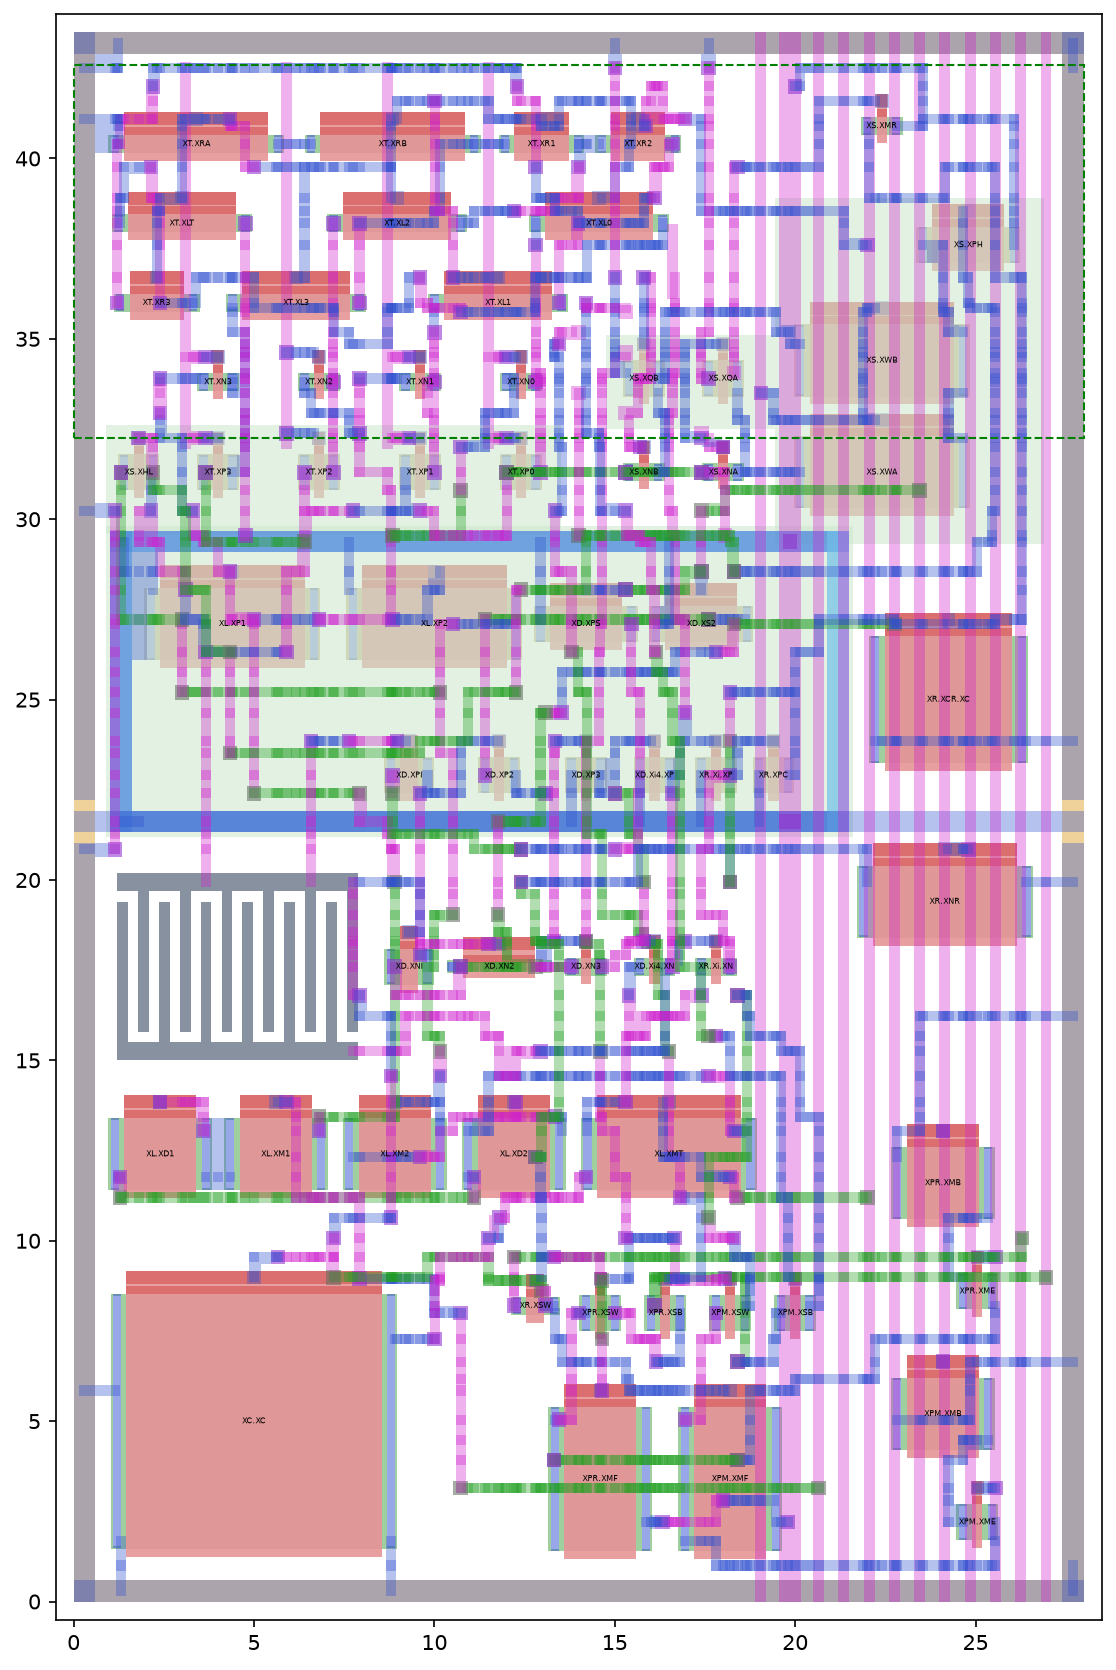 40
35
30
25
20
15
10
5
0
0 5 10 15 20 25
XS.XMR
XT.XRA XT.XRB XT.XR1 XT.XR2
XT.XLT XT.XL2 XT.XL0
XS.XPH
XT.XR3 XT.XL3 XT.XL1
XS.XWB
XT.XN3 XT.XN2 XT.XN1 XT.XN0 XS.XQB XS.XQA
XS.XHL XT.XP3 XT.XP2 XT.XP1 XT.XP0 XS.XNB XS.XNA XS.XWA
XL.XP1 XL.XP2 XD.XPS XD.XS2
XR.XCR.XC
XD.XPI XD.XP2 XD.XP3 XD.Xi4.XP XR.Xi.XP XR.XPC
XR.XNR
XD.XNI XD.XN2 XD.XN3 XD.Xi4.XN XR.Xi.XN
XL.XD1 XL.XM1 XL.XM2 XL.XD2 XL.XMT
XPR.XMB
XPR.XME
XR.XSW XPR.XSW XPR.XSB XPM.XSW XPM.XSB
XC.XC
XPM.XMB
XPR.XMF XPM.XMF
XPM.XME